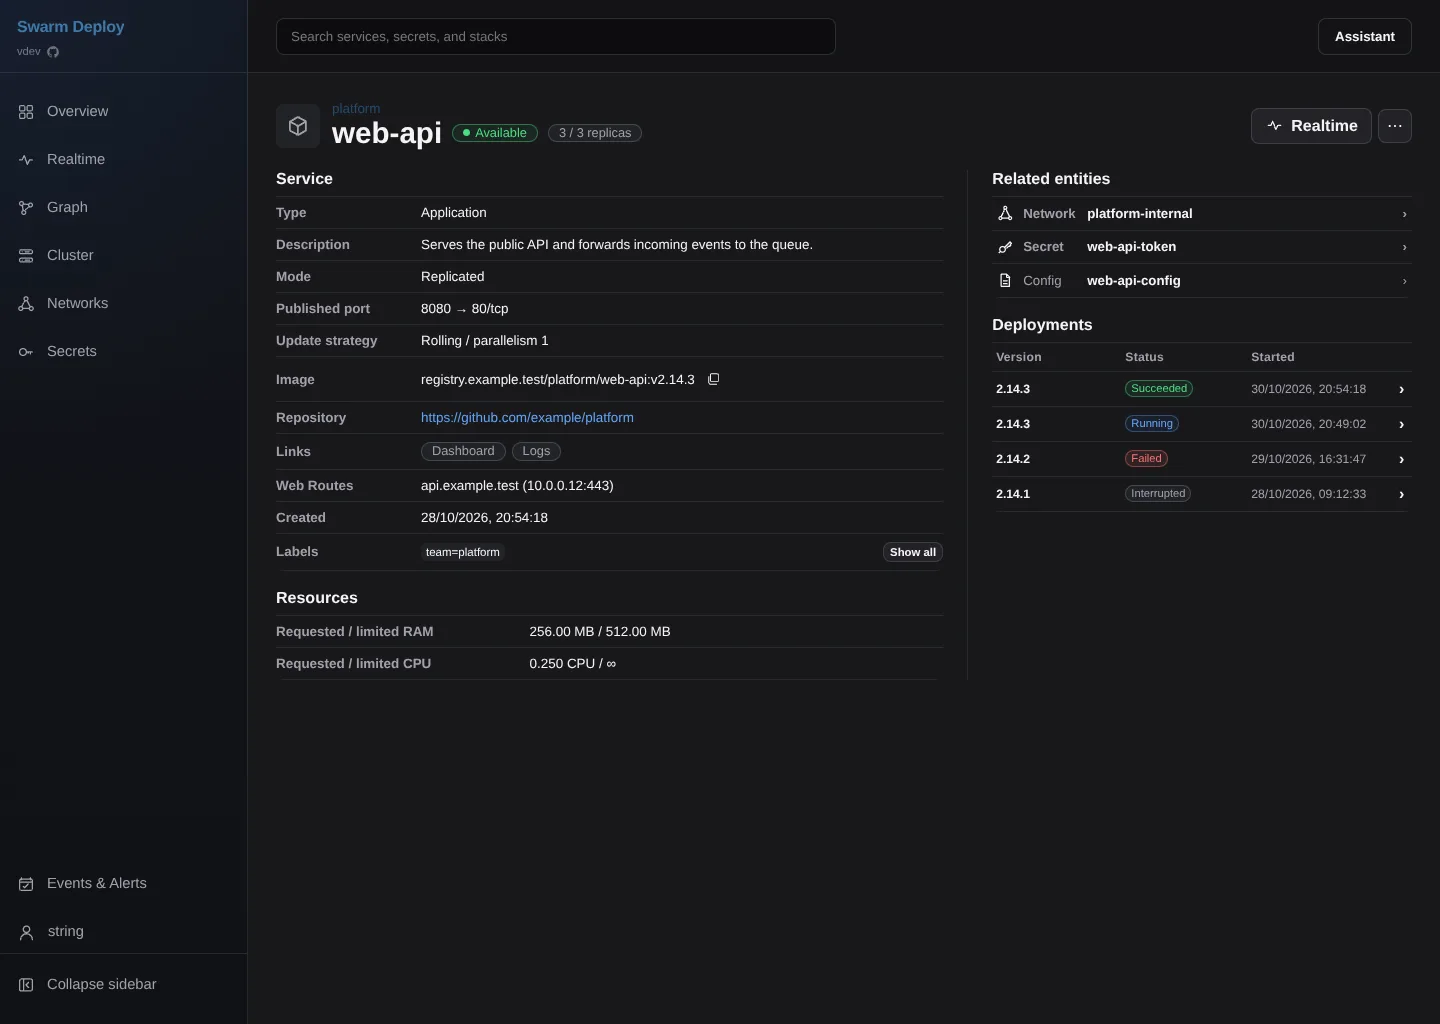 Swarm Deploy
vdev
Overview
Realtime
Graph
Cluster
Networks
Secrets
Events & Alerts
string
Collapse sidebar
Search services, secrets, and stacks
Assistant
platform
web-api Available 3 / 3 replicas
Realtime
Service
Type Application
Description Serves the public API and forwards incoming events to the queue.
Mode Replicated
Published port 8080 → 80/tcp
Update strategy Rolling / parallelism 1
Image registry.example.test/platform/web-api:v2.14.3
Repository https://github.com/example/platform
Links Dashboard Logs
Web Routes api.example.test (10.0.0.12:443)
Created 28/10/2026, 20:54:18
Labels team=platform Show all
Resources
Requested / limited RAM 256.00 MB / 512.00 MB
Requested / limited CPU 0.250 CPU / ∞
Related entities
Network platform-internal
Secret web-api-token
Config web-api-config
Deployments
Version Status Started
2.14.3 Succeeded 30/10/2026, 20:54:18
2.14.3 Running 30/10/2026, 20:49:02
2.14.2 Failed 29/10/2026, 16:31:47
2.14.1 Interrupted 28/10/2026, 09:12:33